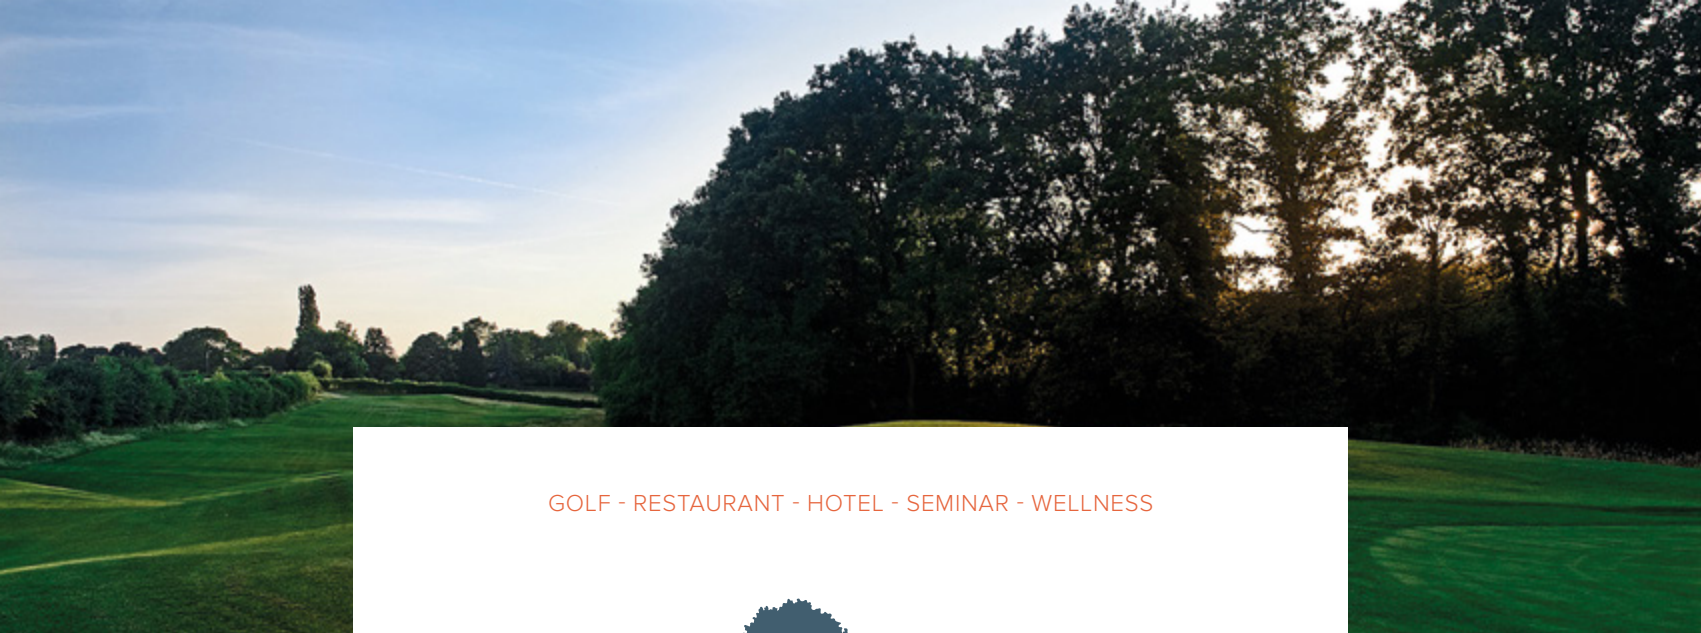 GOLF - RESTAURANT - HOTEL - SEMINAR - WELLNESS